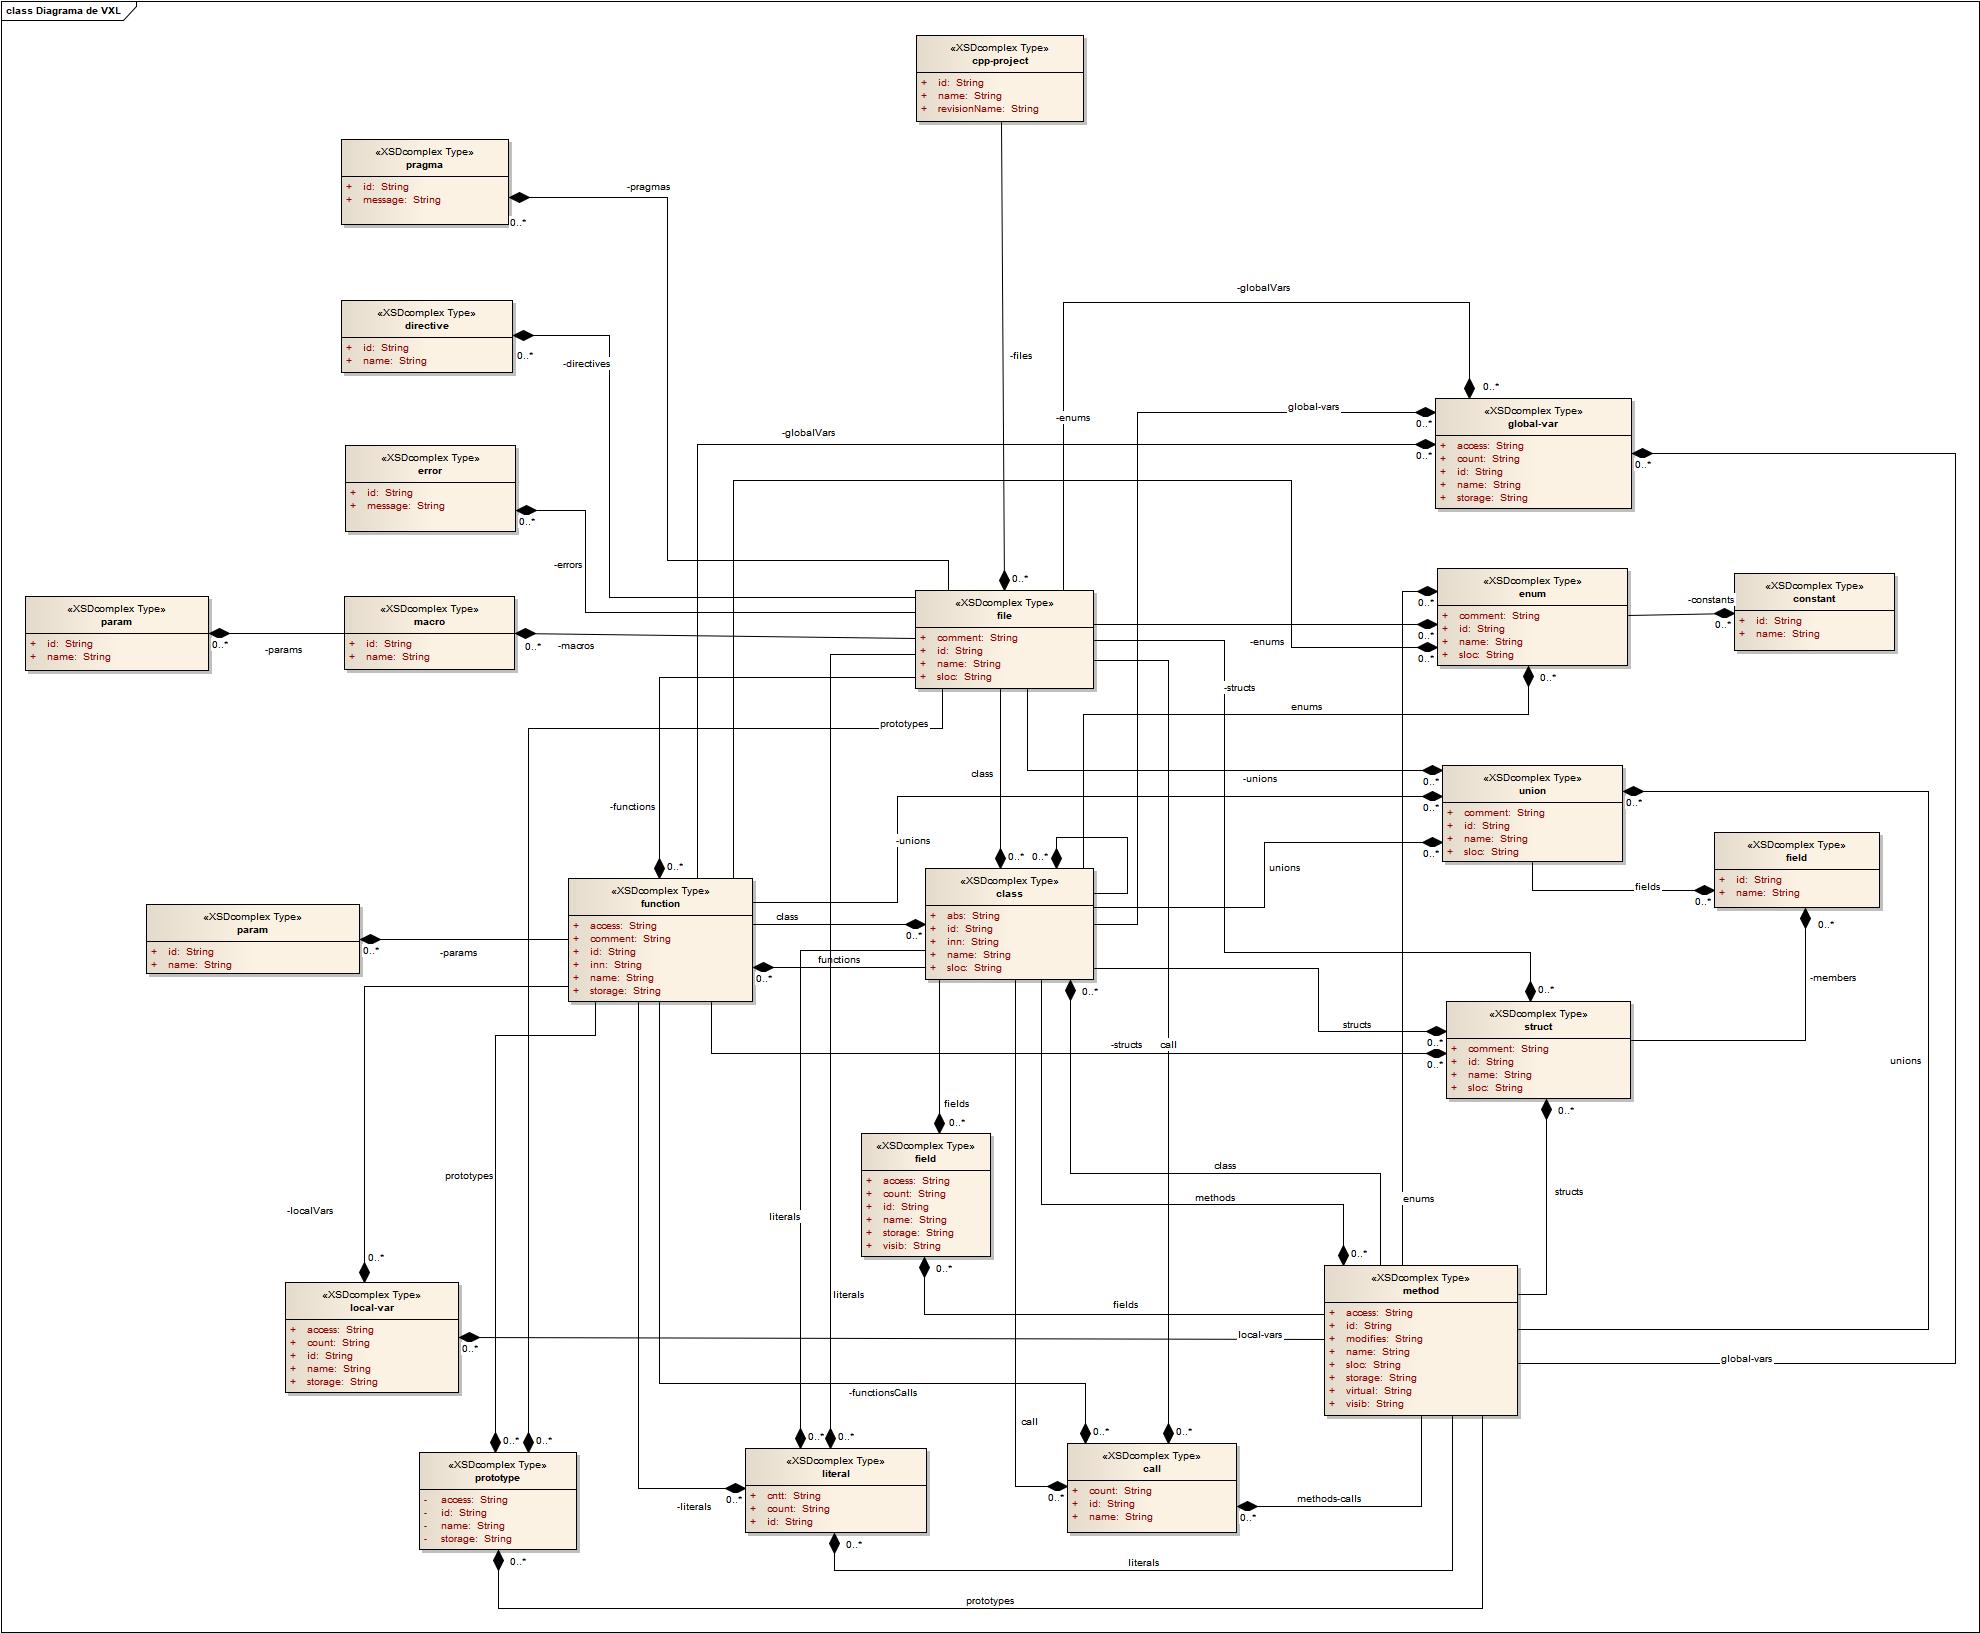 class Diagrama de VXL
«XSDcomplex Type»
cpp-project
+ id: String
+ name: String
+ revisionName: String
«XSDcomplex Type»
pragma
+ id: String
+ message: String
0..*
-pragmas
«XSDcomplex Type»
directive
+ id: String
+ name: String
0..*
-directives
-globalVars
-files
-enums
0..*
«XSDcomplex Type»
global-var
+ access: String
+ count: String
+ id: String
+ name: String
+ storage: String
global-vars
0..*
-globalVars
0..*
0..*
«XSDcomplex Type»
error
+ id: String
+ message: String
0..*
-errors
«XSDcomplex Type»
param
+ id: String
+ name: String
0..*
-params
«XSDcomplex Type»
macro
+ id: String
+ name: String
0..*
-macros
0..*
«XSDcomplex Type»
file
+ comment: String
+ id: String
+ name: String
+ sloc: String
«XSDcomplex Type»
enum
+ comment: String
+ id: String
+ name: String
+ sloc: String
0..*
0..*
0..*
0..*
-enums
-constants
0..*
«XSDcomplex Type»
constant
+ id: String
+ name: String
-structs
enums
prototypes
class
-functions
-unions
0..*
0..*
0..*
0..*
«XSDcomplex Type»
union
+ comment: String
+ id: String
+ name: String
+ sloc: String
-unions
unions
fields
0..*
«XSDcomplex Type»
field
+ id: String
+ name: String
0..*
-members
0..*
«XSDcomplex Type»
function
+ access: String
+ comment: String
+ id: String
+ inn: String
+ name: String
+ storage: String
class
0..*
functions
0..*
0..*
0..*
«XSDcomplex Type»
class
+ abs: String
+ id: String
+ inn: String
+ name: String
+ sloc: String
0..*
«XSDcomplex Type»
param
+ id: String
+ name: String
0..*
-params
0..*
«XSDcomplex Type»
struct
+ comment: String
+ id: String
+ name: String
+ sloc: String
structs
0..*
-structs
0..*
call
0..*
unions
fields
0..*
«XSDcomplex Type»
field
+ access: String
+ count: String
+ id: String
+ name: String
+ storage: String
+ visib: String
0..*
prototypes
-localVars
literals
class
methods
enums
structs
0..*
0..*
«XSDcomplex Type»
local-var
+ access: String
+ count: String
+ id: String
+ name: String
+ storage: String
0..*
literals
fields
local-vars
«XSDcomplex Type»
method
+ access: String
+ id: String
+ modifies: String
+ name: String
+ sloc: String
+ storage: String
+ virtual: String
+ visib: String
global-vars
-functionsCalls
call
0..*
0..*
«XSDcomplex Type»
prototype
- access: String
- id: String
- name: String
- storage: String
0..*
-literals
0..*
0..*
0..*
«XSDcomplex Type»
literal
+ cntt: String
+ count: String
+ id: String
0..*
0..*
0..*
0..*
«XSDcomplex Type»
call
+ count: String
+ id: String
+ name: String
0..*
methods-calls
literals
prototypes